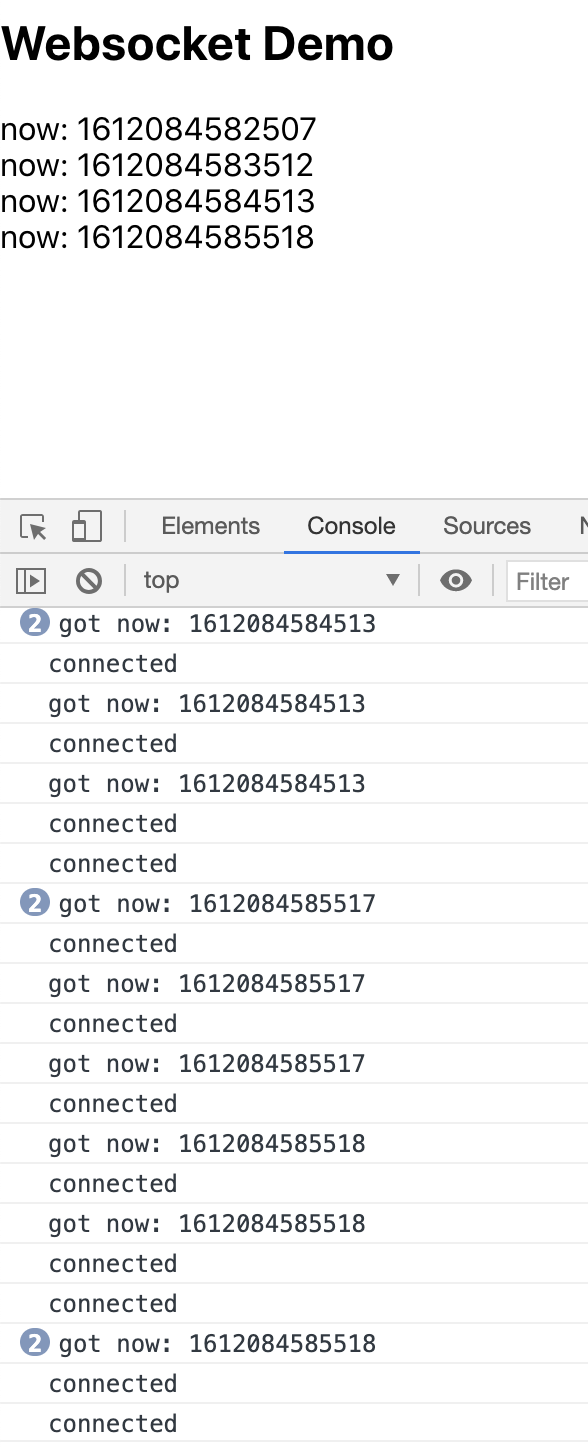 Websocket Demo
now: 1612084582507
now: 1612084583512
now: 1612084584513
now: 1612084585518
Elements Console Sources
top ▼ Filter
2 got now: 1612084584513
connected
got now: 1612084584513
connected
got now: 1612084584513
connected
connected
2 got now: 1612084585517
connected
got now: 1612084585517
connected
got now: 1612084585517
connected
got now: 1612084585518
connected
got now: 1612084585518
connected
connected
2 got now: 1612084585518
connected
connected